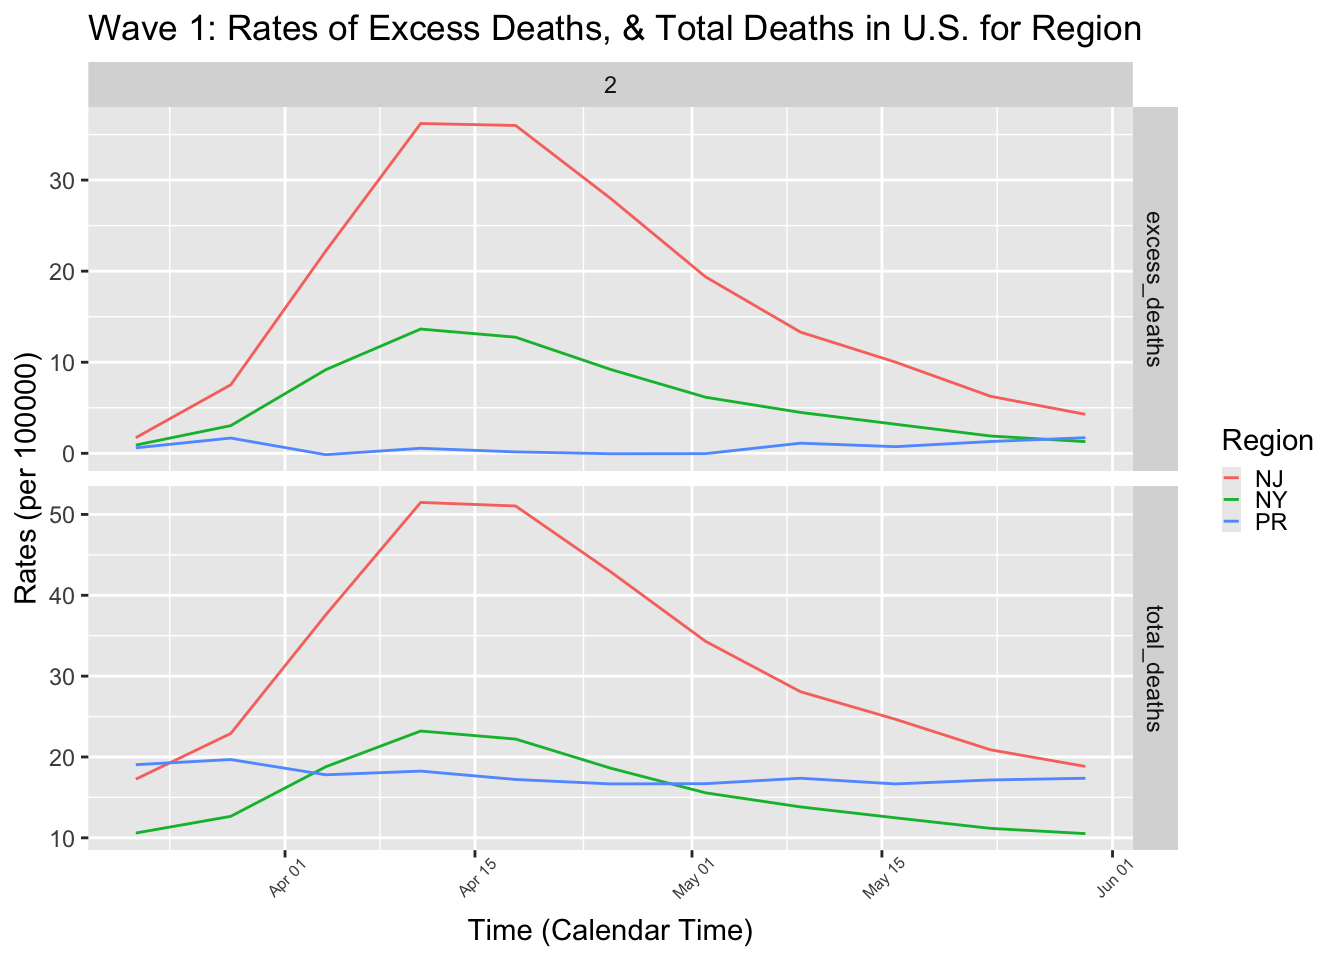 Wave 1: Rates of Excess Deaths, & Total Deaths in U.S. for Region
2
30
20
10
0
excess_deaths
50
40
30
20
10
total_deaths
Rates (per 100000)
Apr 01
Apr 15
May 01
May 15
Jun 01
Time (Calendar Time)
Region
NJ
NY
PR